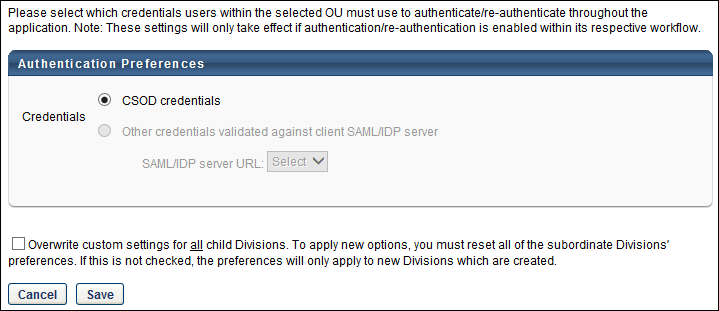 Please select which credentials users within the selected OU must use to authenticate/re-authenticate throughout the
application. Note: These settings will only take effect if authentication/re-authentication is enabled within its respective workflow.
Authentication Preferences
CSOD credentials
Credentials
Other credentials validated against client SAML/IDP server
SAML/IDP server URL: Select
Overwrite custom settings for all child Divisions. To apply new options, you must reset all of the subordinate Divisions'
preferences. If this is not checked, the preferences will only apply to new Divisions which are created.
Cancel Save